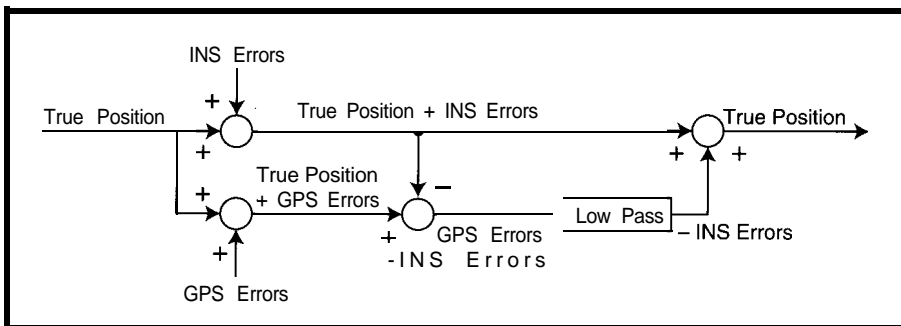 INS Errors
+
True Position
+
True Position + INS Errors
+
+
True Position
True Position
+ GPS Errors
+
−
+
GPS Errors
-INS Errors
Low Pass
− INS Errors
+
GPS Errors